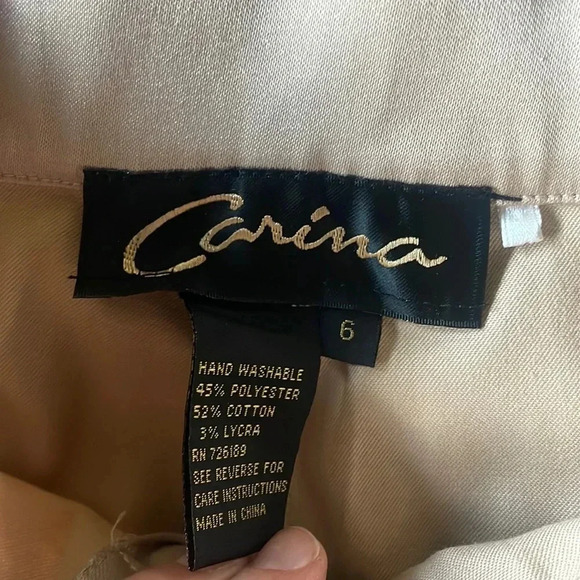 Carina
6
HAND WASHABLE
45% POLYESTER
52% COTTON
3% LYCRA
RN 726189
SEE REVERSE FOR
CARE INSTRUCTIONS
MADE IN CHINA